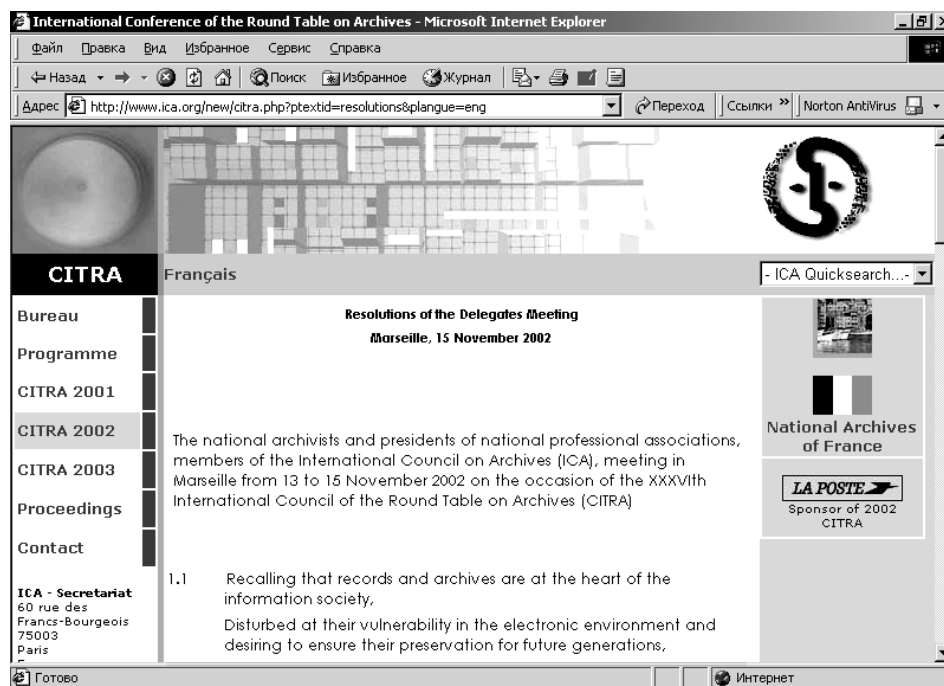 International Conference of the Round Table on Archives - Microsoft Internet Explorer
Файл Правка Вид Избранное Сервис Справка
Назад Поиск Избранное Журнал
Адрес http://www.ica.org/new/citra.php?ptextid=resolutions&plangue=eng Переход Ссылки » Norton AntiVirus
CITRA
Français
- ICA Quicksearch...-
Bureau
Programme
CITRA 2001
CITRA 2002
CITRA 2003
Proceedings
Contact
ICA - Secretariat
60 rue des
Francs-Bourgeois
75003
Paris
Resolutions of the Delegates Meeting
Marseille, 15 November 2002
The national archivists and presidents of national professional associations,
members of the International Council on Archives (ICA), meeting in
Marseille from 13 to 15 November 2002 on the occasion of the XXXVIth
International Council of the Round Table on Archives (CITRA)
1.1 Recalling that records and archives are at the heart of the
information society,
Disturbed at their vulnerability in the electronic environment and
desiring to ensure their preservation for future generations,
National Archives
of France
LA POSTE
Sponsor of 2002
CITRA
Готово
Интернет